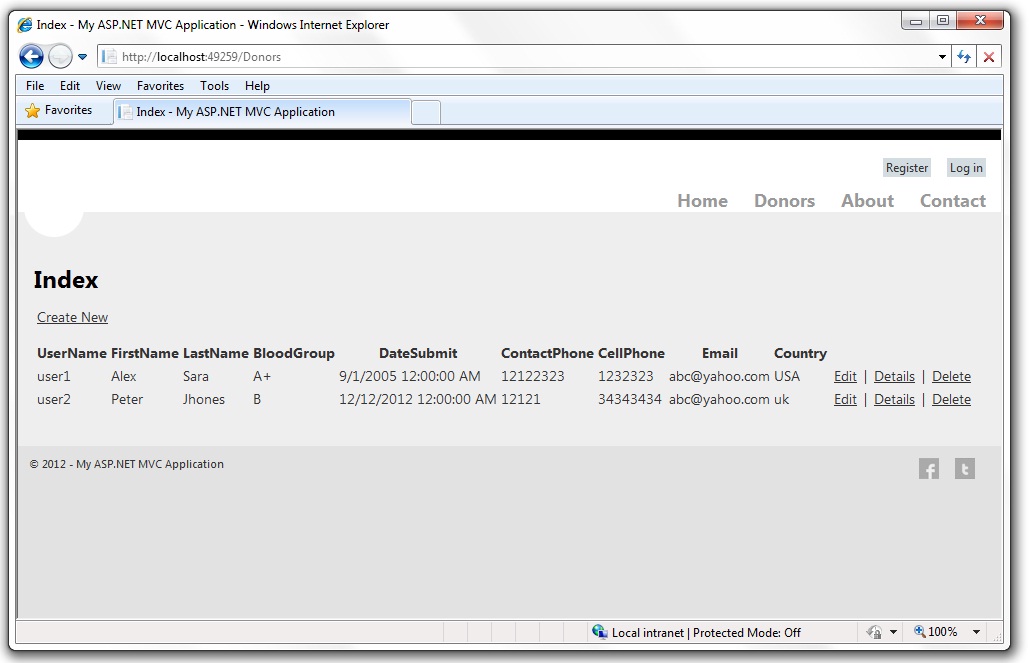 Index - My ASP.NET MVC Application - Windows Internet Explorer
http://localhost:49259/Donors
File Edit View Favorites Tools Help
Favorites Index - My ASP.NET MVC Application
Register Log in
Home Donors About Contact
Index
Create New
UserName FirstName LastName BloodGroup DateSubmit ContactPhone CellPhone Email Country
user1 Alex Sara A+ 9/1/2005 12:00:00 AM 12122323 1232323 abc@yahoo.com USA Edit | Details | Delete
user2 Peter Jhones B 12/12/2012 12:00:00 AM 12121 34343434 abc@yahoo.com uk Edit | Details | Delete
© 2012 - My ASP.NET MVC Application
Local intranet | Protected Mode: Off 100%